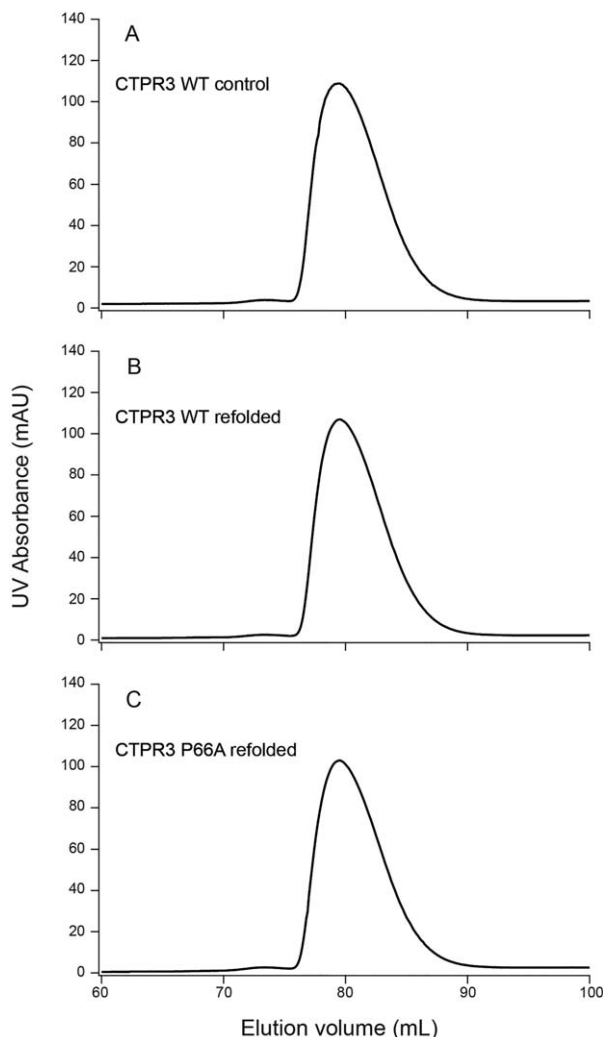 A
CTPR3 WT control
140
120
100
80
60
40
20
0
B
CTPR3 WT refolded
140
120
100
80
60
40
20
0
C
CTPR3 P66A refolded
140
120
100
80
60
40
20
0
60 70 80 90 100
UV Absorbance (mAU)
Elution volume (mL)